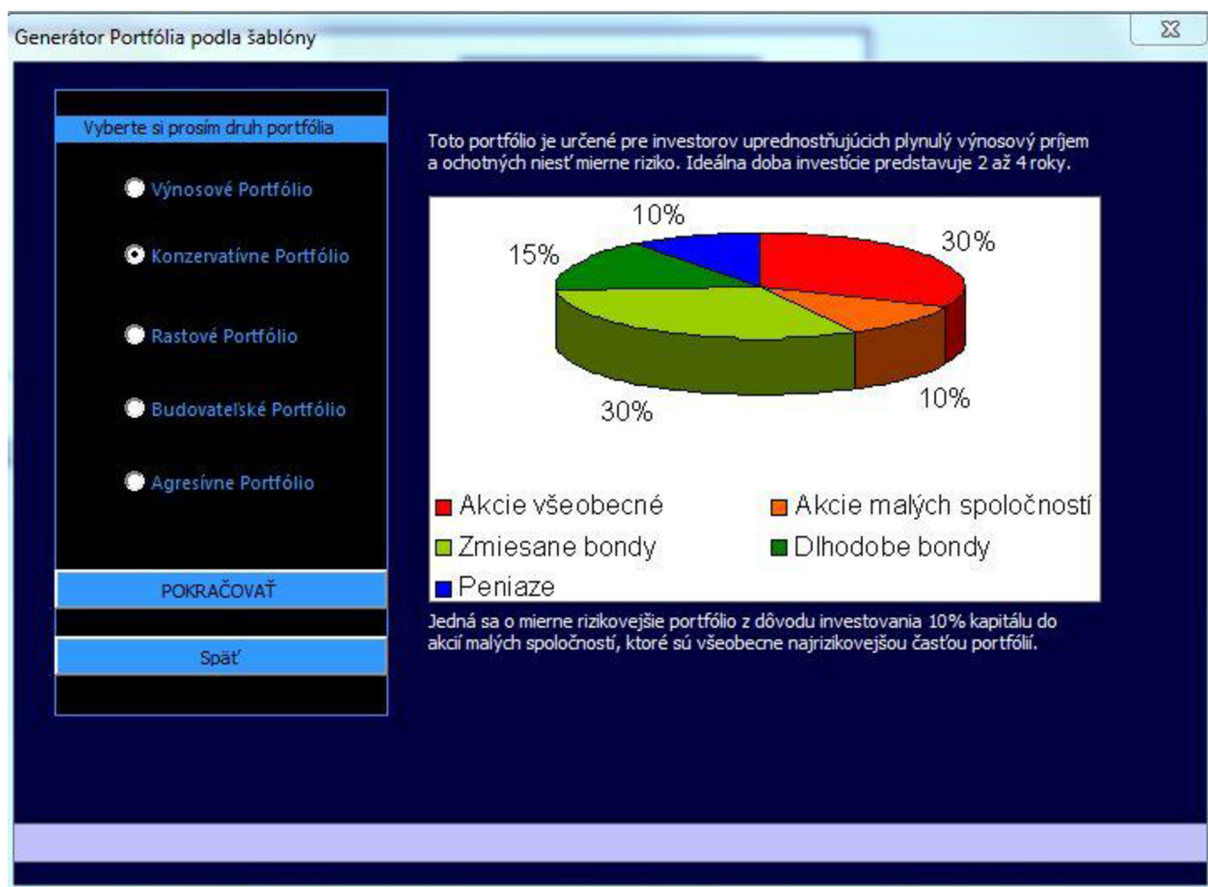 Generátor Portfólia podla šablóny
Vyberte si prosím druh portfólia
Výnosové Portfólio
Konzervatívne Portfólio
Rastové Portfólio
Budovateľské Portfólio
Agresívne Portfólio
POKRAČOVAŤ
Späť
Toto portfólio je určené pre investorov uprednostňujúcich plynulý výnosový príjem
a ochotných niesť mierne riziko. Ideálna doba investície predstavuje 2 až 4 roky.
10%
30%
15%
10%
30%
Akcie všeobecné
Akcie malých spoločností
Zmiesane bondy
Dlhodobe bondy
Peniaze
Jedná sa o mierne rizikovejšie portfólio z dôvodu investovania 10% kapitálu do
akcií malých spoločností, ktoré sú všeobecne najrizikovejšou časťou portfólií.